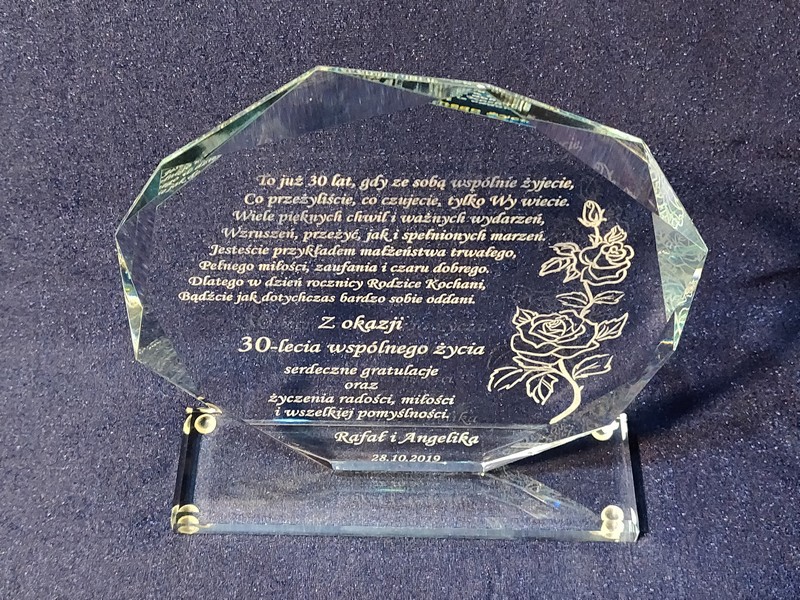 To już 30 lat, gdy ze sobą wspólnie żyjecie,
Co przeżyliście, co czujecie, tylko Wy wiecie.
Wiele pięknych chwil i ważnych wydarzeń,
Wzruszeń, przeżyć, jak i spełnionych marzeń.
Jesteście przykładem małżeństwa trwałego,
Pełnego miłości, zaufania i czaru dobrego.
Dlatego w dzień rocznicy Rodzice Kochani,
Bądźcie jak dotychczas bardzo sobie oddani.
Z okazji
30-lecia wspólnego życia
serdeczne gratulacje
oraz
życzenia radości, miłości
i wszelkiej pomyślności.
Rafał i Angelika
28.10.2019